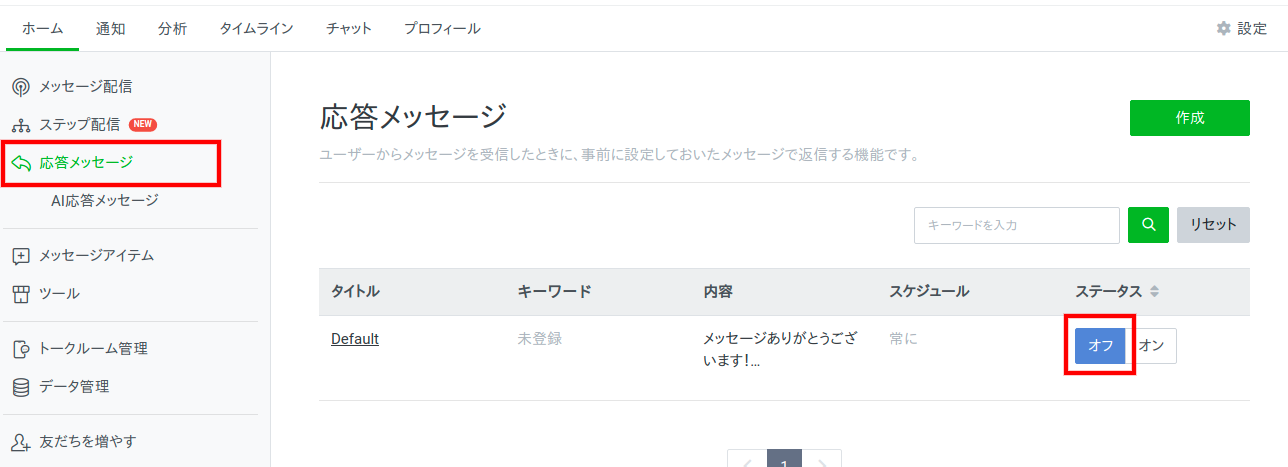 ホーム 通知 分析 タイムライン チャット プロフィール 設定
メッセージ配信
ステップ配信 NEW
応答メッセージ
AI応答メッセージ
メッセージアイテム
ツール
トークルーム管理
データ管理
友だちを増やす
応答メッセージ
作成
ユーザーからメッセージを受信したときに、事前に設定しておいたメッセージで返信する機能です。
キーワードを入力 リセット
タイトル キーワード 内容 スケジュール ステータス
Default 未登録 メッセージありがとうござ 常に オフ オン
います!...
1